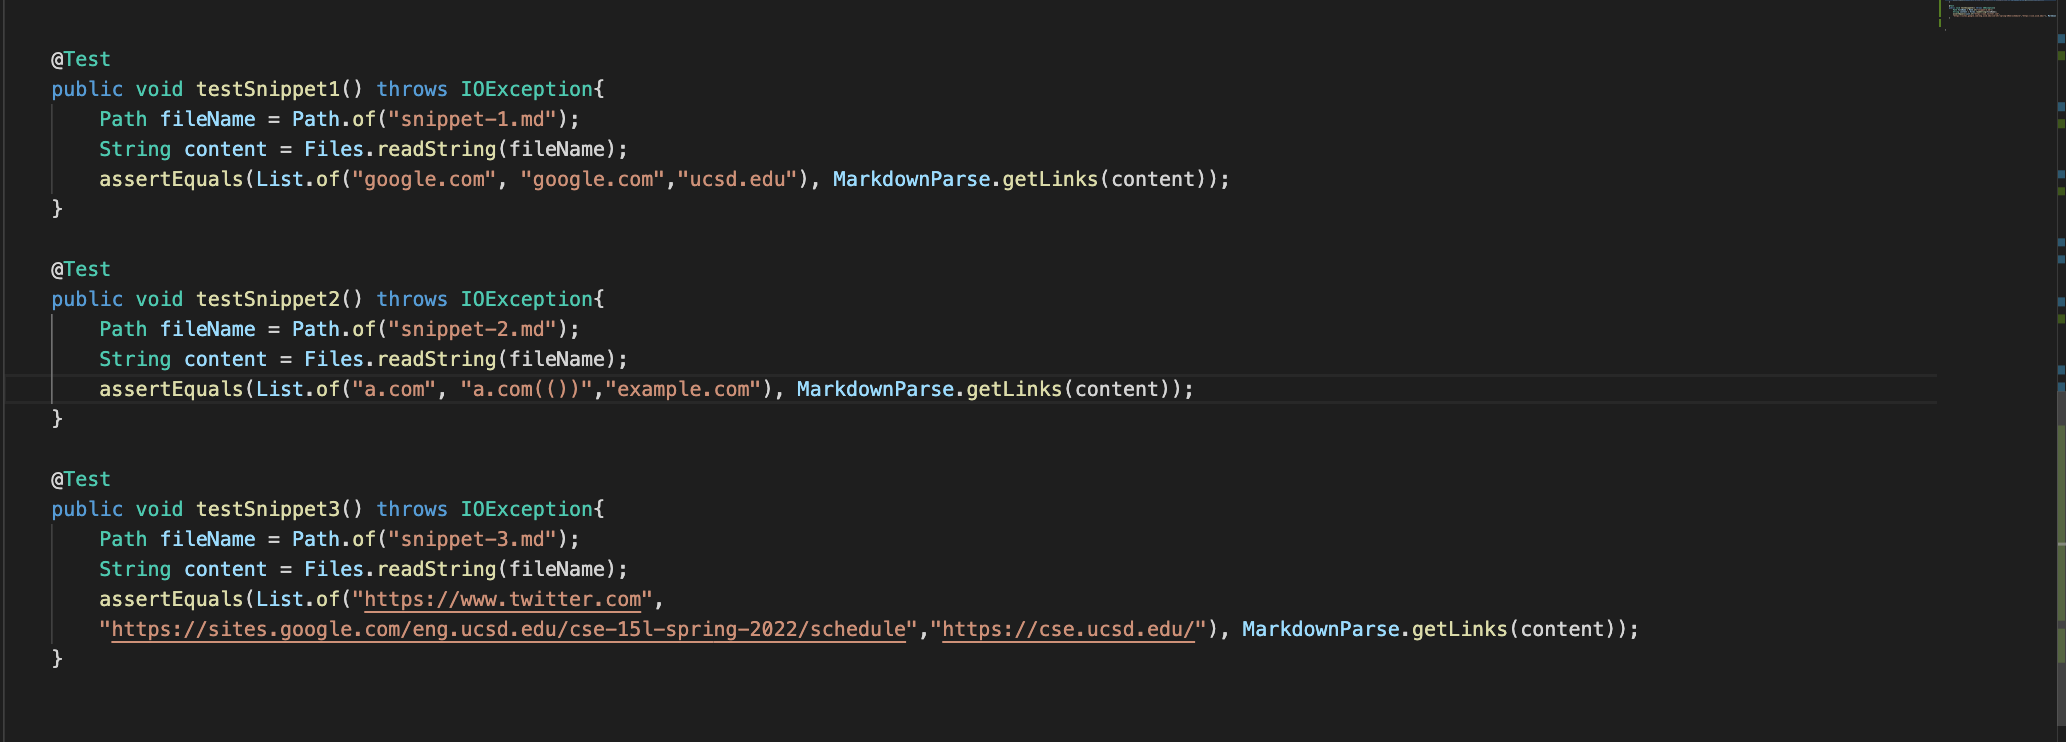 @Test
public void testSnippet1() throws IOException{
    Path fileName = Path.of("snippet-1.md");
    String content = Files.readString(fileName);
    assertEquals(List.of("google.com", "google.com","ucsd.edu"), MarkdownParse.getLinks(content));
}

@Test
public void testSnippet2() throws IOException{
    Path fileName = Path.of("snippet-2.md");
    String content = Files.readString(fileName);
    assertEquals(List.of("a.com", "a.com(())","example.com"), MarkdownParse.getLinks(content));
}

@Test
public void testSnippet3() throws IOException{
    Path fileName = Path.of("snippet-3.md");
    String content = Files.readString(fileName);
    assertEquals(List.of("https://www.twitter.com",
    "https://sites.google.com/eng.ucsd.edu/cse-15l-spring-2022/schedule","https://cse.ucsd.edu/"), MarkdownParse.getLinks(content));
}